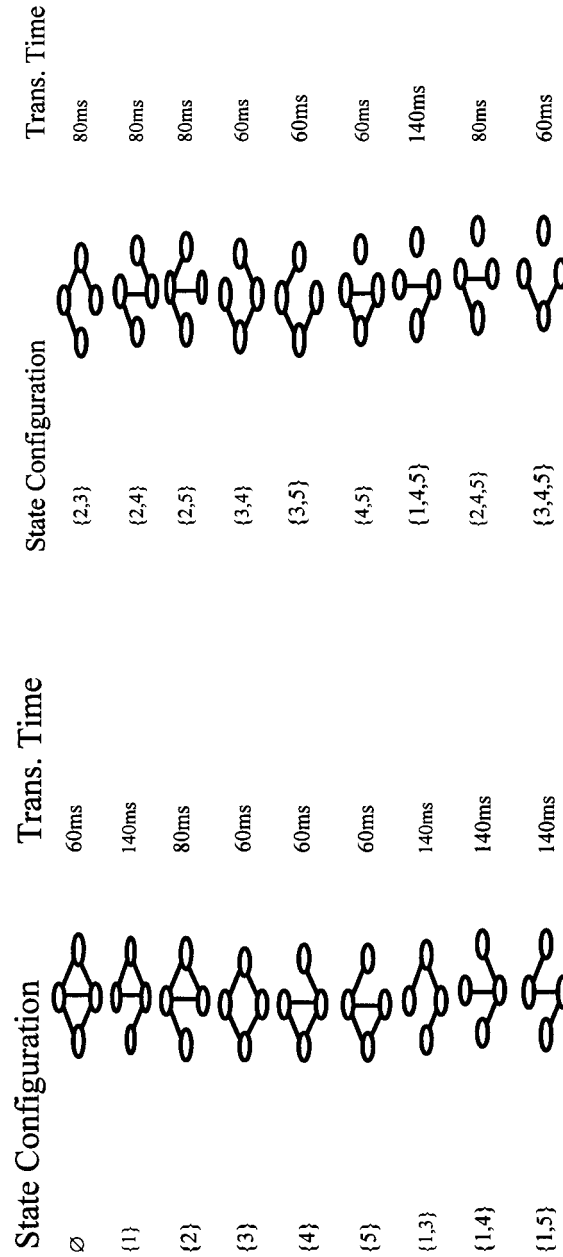 State Configuration Trans. Time
∅ 60ms
{1} 140ms
{2} 80ms
{3} 60ms
{4} 60ms
{5} 60ms
{1,3} 140ms
{1,4} 140ms
{1,5} 140ms
State Configuration Trans. Time
{2,3} 80ms
{2,4} 80ms
{2,5} 80ms
{3,4} 60ms
{3,5} 60ms
{4,5} 60ms
{1,4,5} 140ms
{2,4,5} 80ms
{3,4,5} 60ms